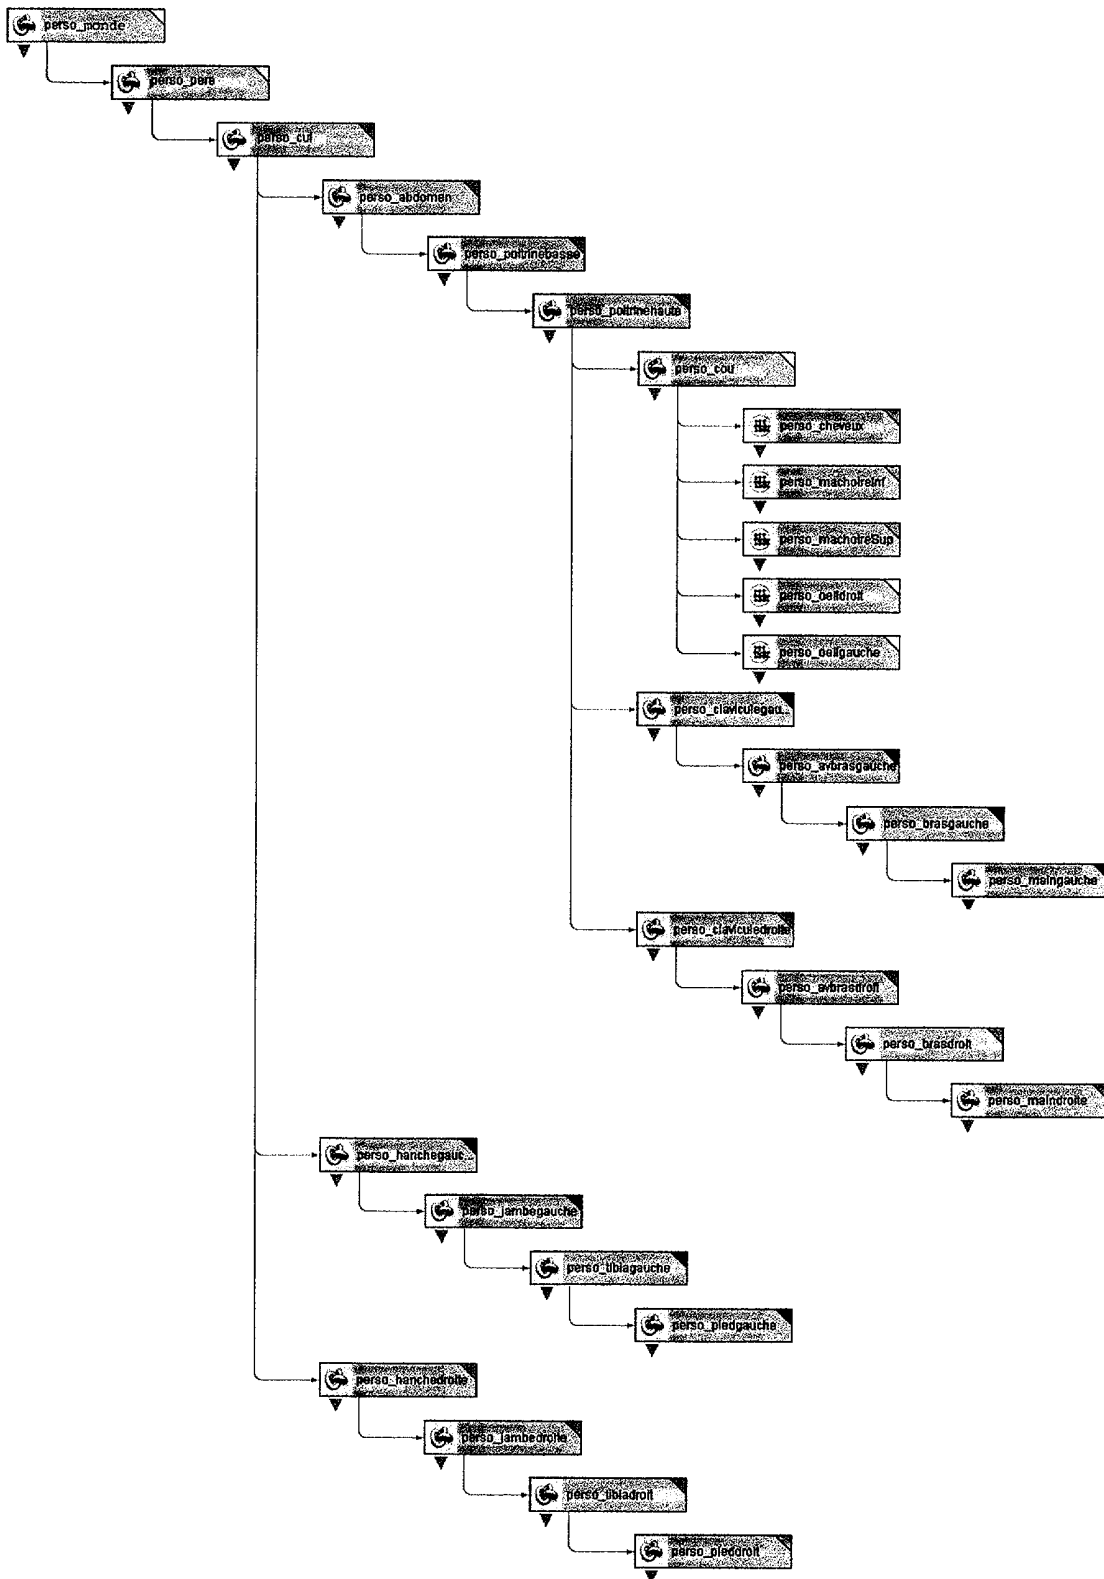 perso_monde
perso_pere
perso_cul
perso_abdomen
perso_poitrinebasse
perso_poitrinehaute
perso_cou
perso_cheveux
perso_machoireInf
perso_machoireSup
perso_oeildroit
perso_oeilgauche
perso_claviculegau...
perso_avbrasgauche
perso_brasgauche
perso_maingauche
perso_claviculedroite
perso_avbrasdroit
perso_brasdroit
perso_maindroite
perso_hanchegauc...
perso_jambegauche
perso_tibiagauche
perso_piedgauche
perso_hanchedroite
perso_jambedroite
perso_tibiadroit
perso_pieddroit